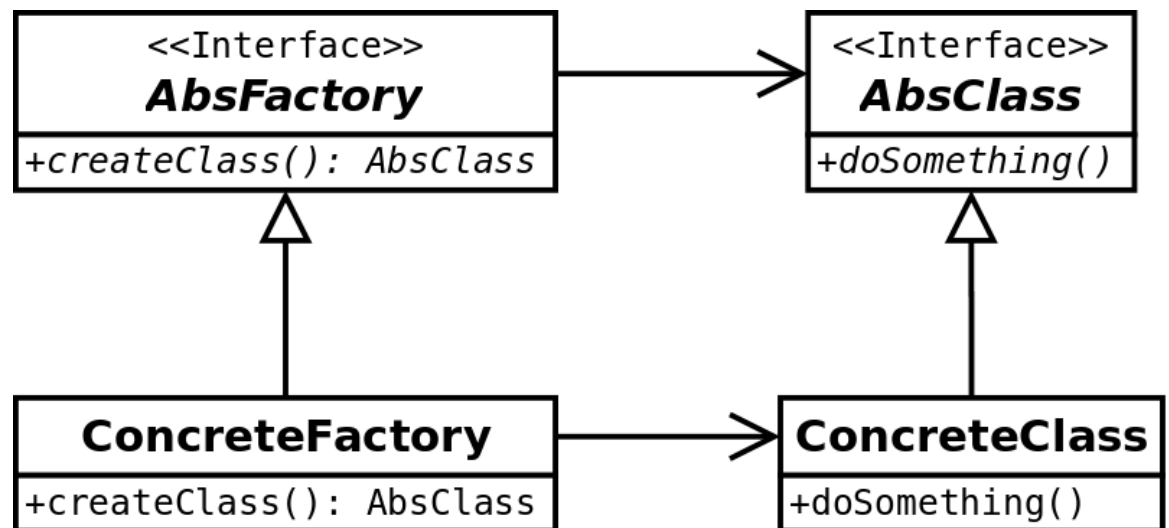 <<Interface>>
AbsFactory
+createClass(): AbsClass
<<Interface>>
AbsClass
+doSomething()
ConcreteFactory
+createClass(): AbsClass
ConcreteClass
+doSomething()